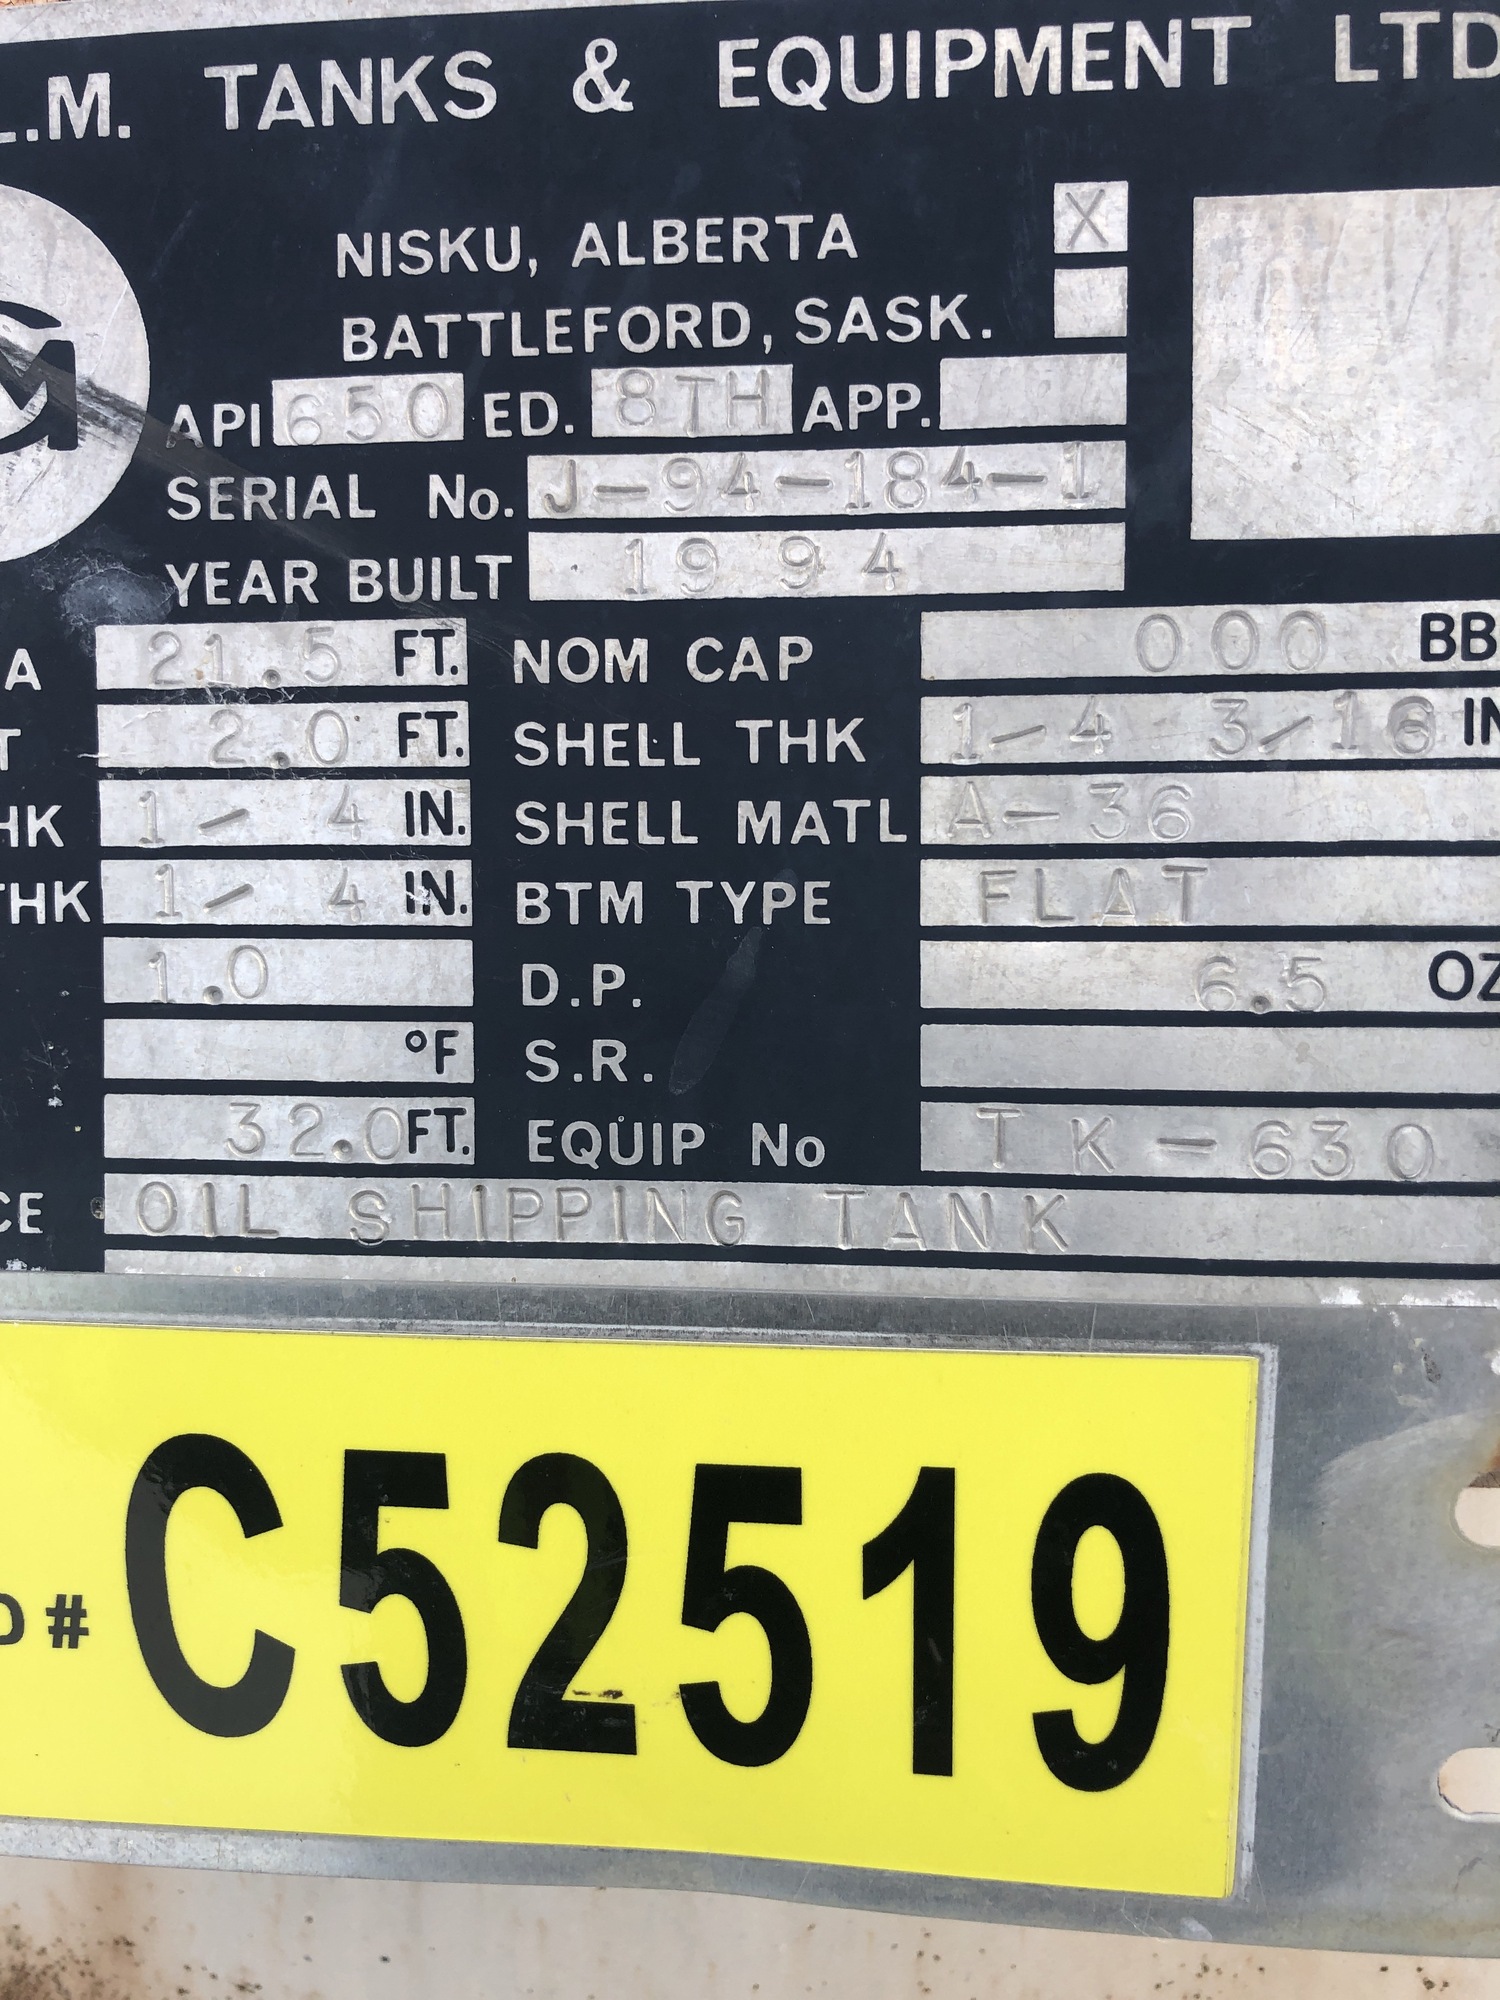 L.M. TANKS & EQUIPMENT LTD
NISKU, ALBERTA X
BATTLEFORD, SASK.
API 650 ED. 8TH APP.
SERIAL No. J-94-184-1
YEAR BUILT 1994
A 21.5 FT. NOM CAP 000 BB
T 2.0 FT. SHELL THK 1-4 3/16 IN
HK 1-4 IN. SHELL MATL A-36
THK 1-4 IN. BTM TYPE FLAT
1.0 D.P. 6.5 OZ
°F S.R.
32.0 FT. EQUIP No TK-630
CE OIL SHIPPING TANK
D # C52519